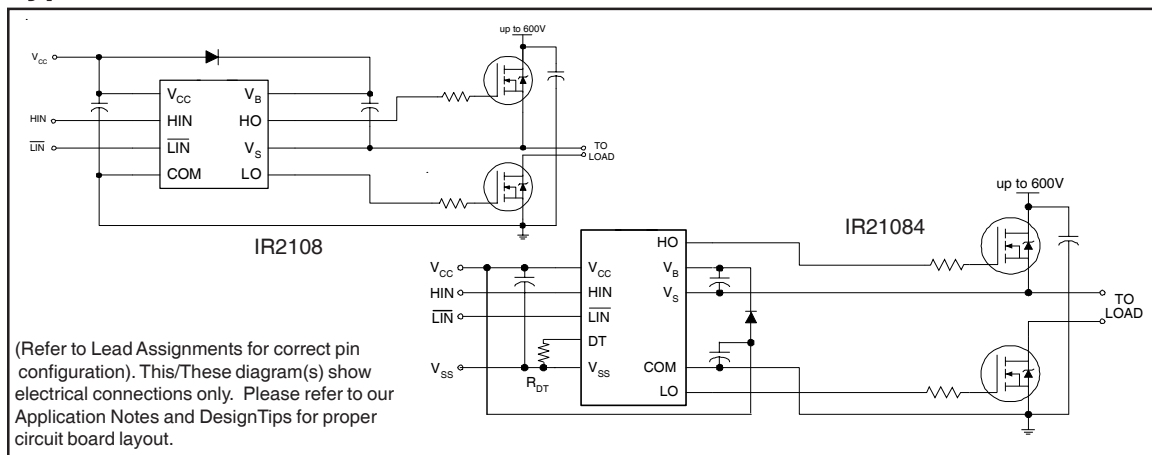 up to 600V
VCC
VCC
VB
HIN
HIN
HO
LIN
LIN
VS
TO
LOAD
COM
LO
IR2108
up to 600V
IR21084
HO
VCC
VCC
VB
HIN
HIN
VS
TO
LOAD
LIN
LIN
DT
VSS
RDT
VSS
COM
LO
(Refer to Lead Assignments for correct pin
configuration). This/These diagram(s) show
electrical connections only. Please refer to our
Application Notes and DesignTips for proper
circuit board layout.